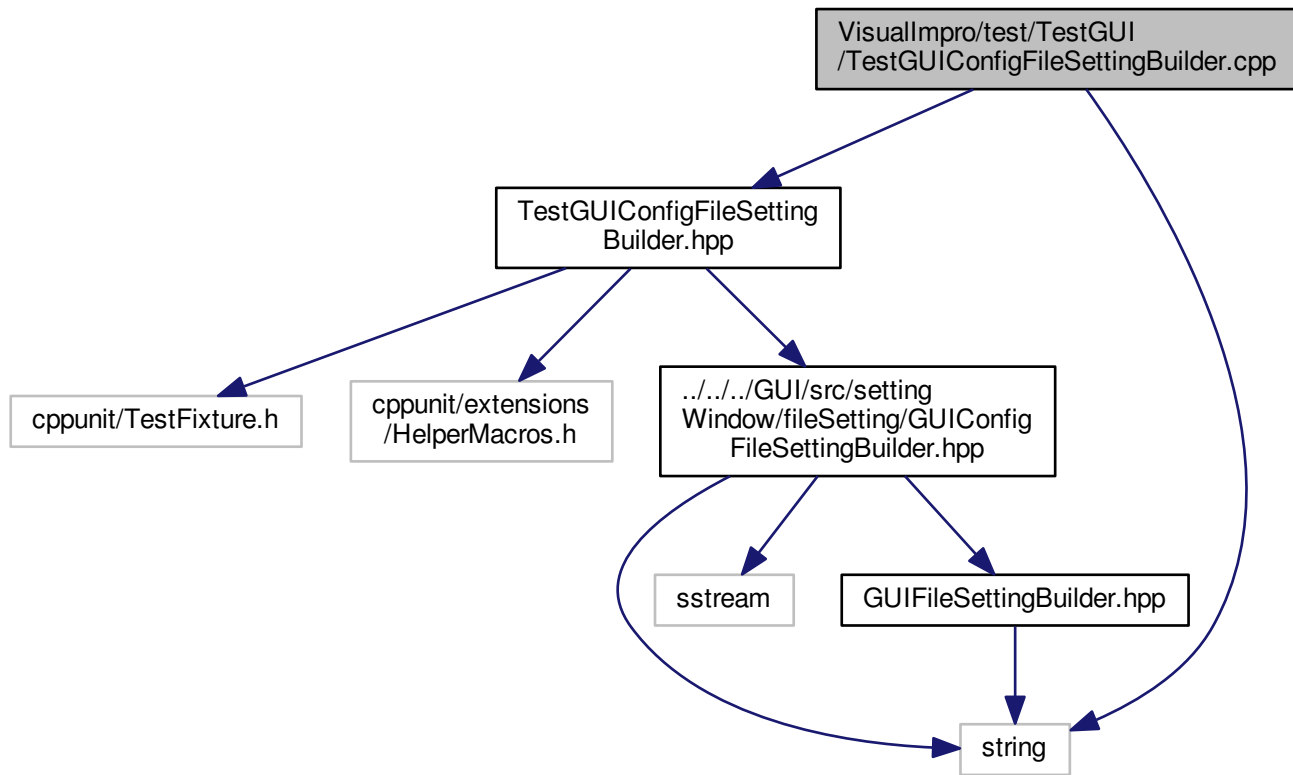 VisualImpro/test/TestGUI
/TestGUIConfigFileSettingBuilder.cpp
TestGUIConfigFileSetting
Builder.hpp
cppunit/TestFixture.h
cppunit/extensions
/HelperMacros.h
../../../GUI/src/setting
Window/fileSetting/GUIConfig
FileSettingBuilder.hpp
sstream
GUIFileSettingBuilder.hpp
string